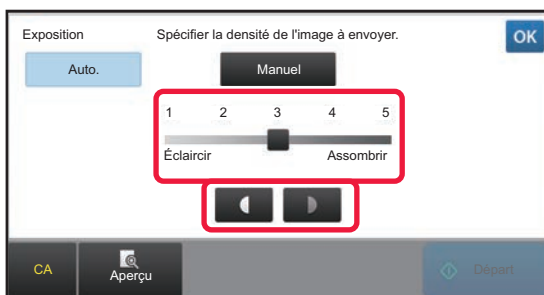 Exposition
Spécifier la densité de l'image à envoyer.
OK
Auto.
Manuel
1 2 3 4 5
Éclaircir Assombrir
CA
Aperçu
Départ